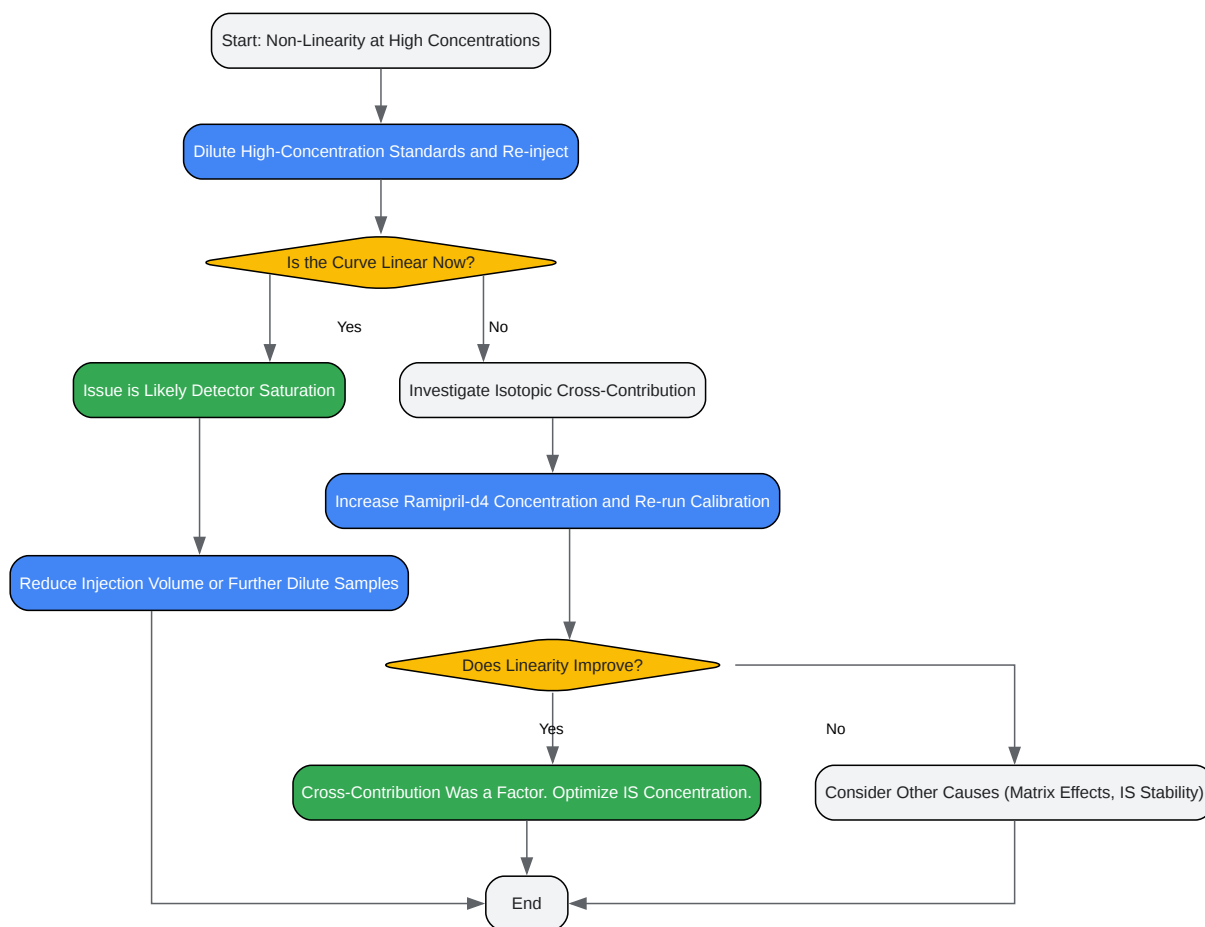 Start: Non-Linearity at High Concentrations
Dilute High-Concentration Standards and Re-inject
Is the Curve Linear Now?
Yes
No
Issue is Likely Detector Saturation
Investigate Isotopic Cross-Contribution
Increase Ramipril-d4 Concentration and Re-run Calibration
Reduce Injection Volume or Further Dilute Samples
Does Linearity Improve?
Yes
No
Cross-Contribution Was a Factor. Optimize IS Concentration.
Consider Other Causes (Matrix Effects, IS Stability)
End